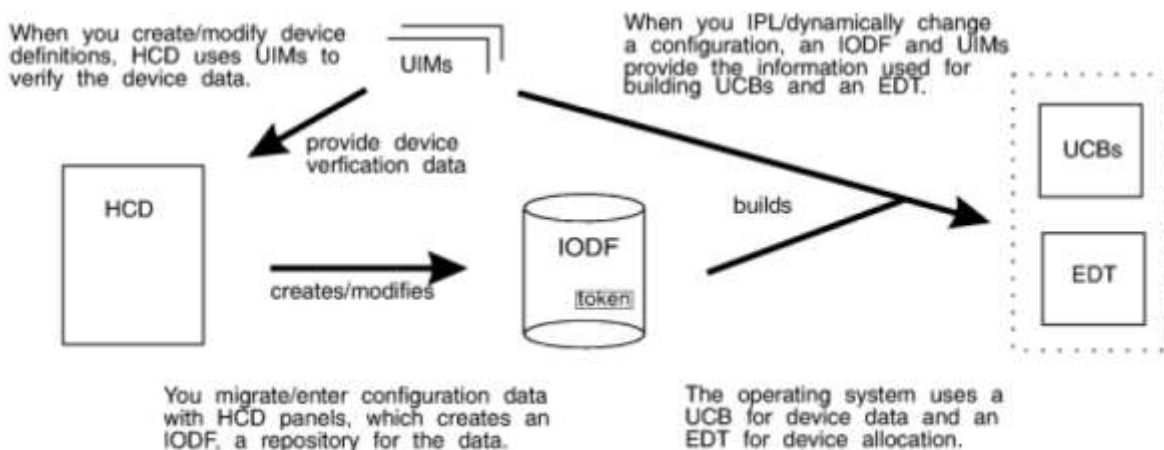 When you create/modify device
definitions, HCD uses UIMs to
verify the device data.
UIMs
When you IPL/dynamically change
a configuration, an IODF and UIMs
provide the information used for
building UCBs and an EDT.
provide device
verfication data
HCD
creates/modifies
IODF
token
builds
UCBs
EDT
You migrate/enter configuration data
with HCD panels, which creates an
IODF, a repository for the data.
The operating system uses a
UCB for device data and an
EDT for device allocation.